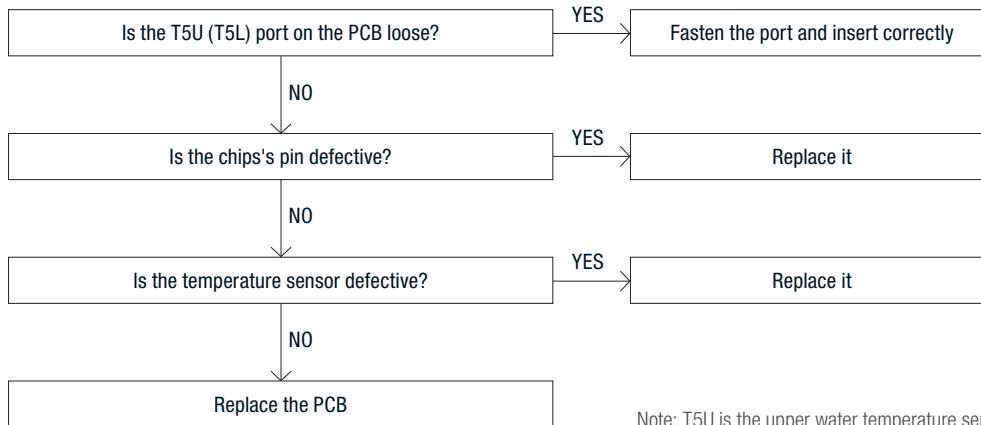 Is the T5U (T5L) port on the PCB loose?
YES
Fasten the port and insert correctly
NO
Is the chips's pin defective?
YES
Replace it
NO
Is the temperature sensor defective?
YES
Replace it
NO
Replace the PCB
Note: T5U is the upper water temperature